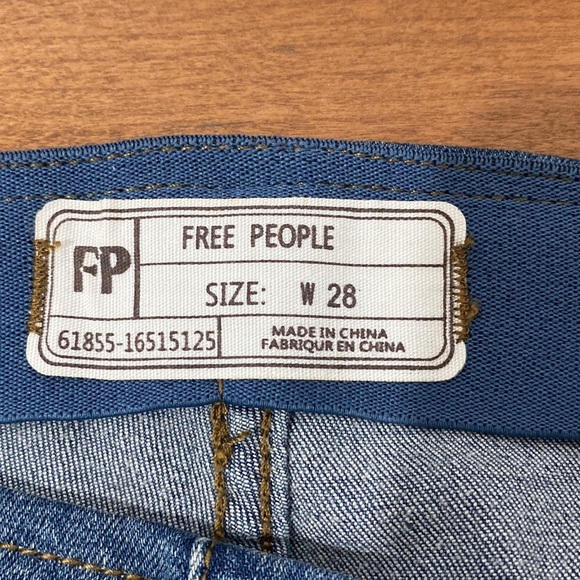 FP
FREE PEOPLE
SIZE: W 28
61855-16515125
MADE IN CHINA
FABRIQUR EN CHINA